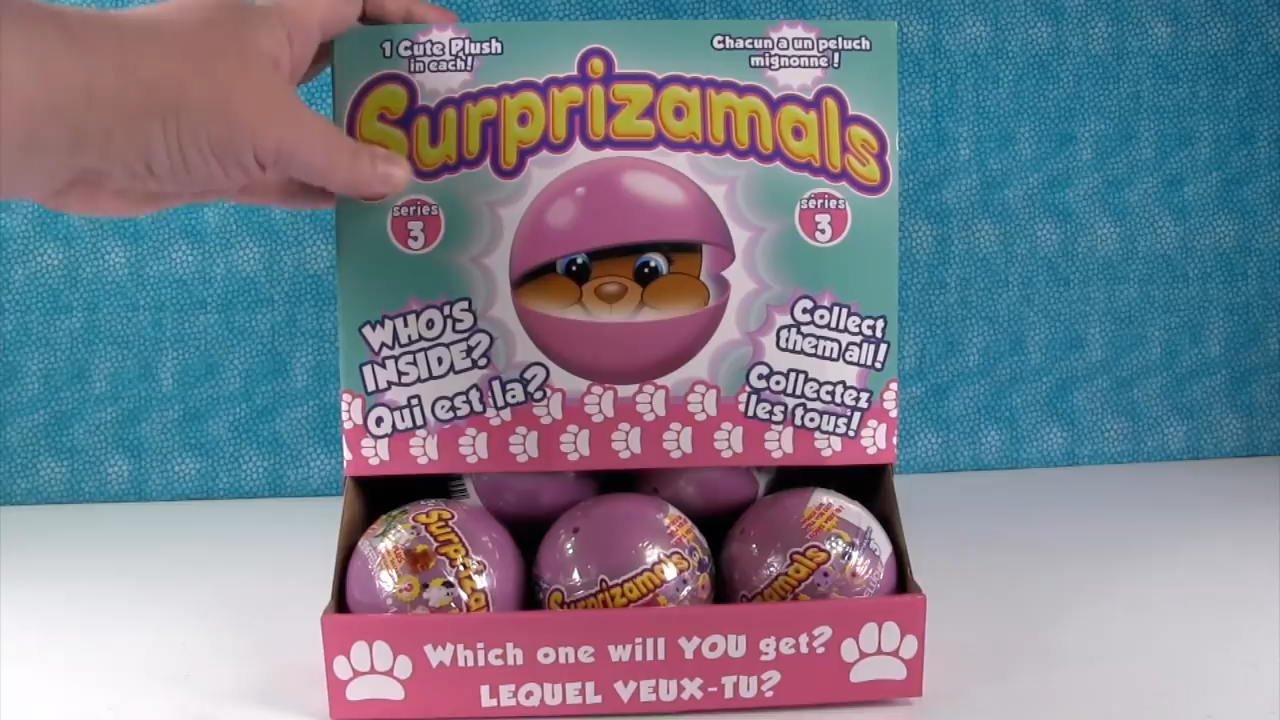 1 Cute Plush
in each!
Chacun a un peluch
mignonne !
Surprizamals
series
3
series
3
WHO'S
INSIDE?
Qui est la?
Collect
them all!
Collectez
les tous!
Surpriza
Surprizamals
zamals
Which one will YOU get?
LEQUEL VEUX-TU?